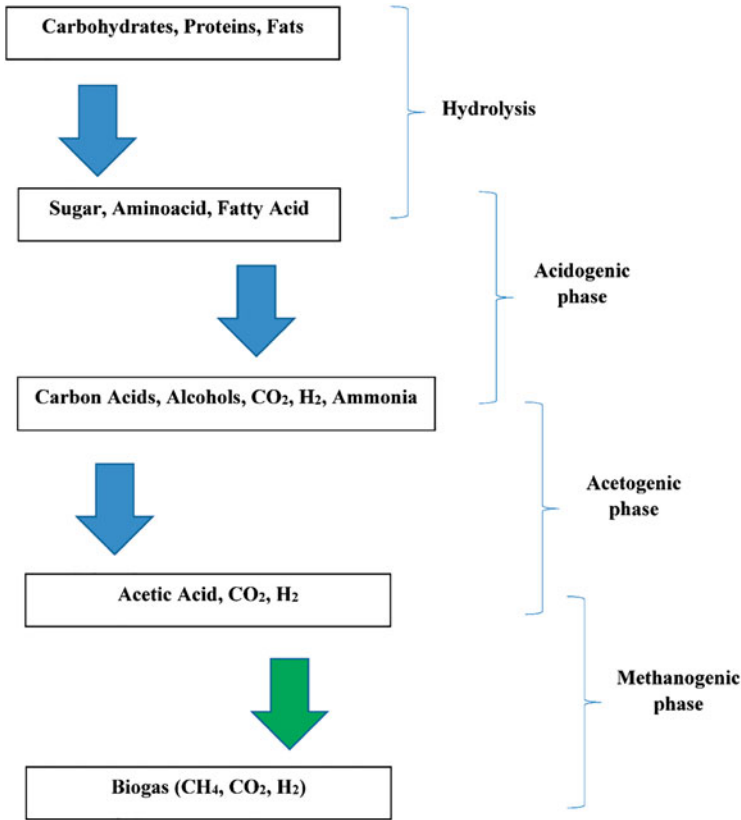 Carbohydrates, Proteins, Fats
Hydrolysis
Sugar, Aminoacid, Fatty Acid
Acidogenic
phase
Carbon Acids, Alcohols, CO₂, H₂, Ammonia
Acetogenic
phase
Acetic Acid, CO₂, H₂
Methanogenic
phase
Biogas (CH₄, CO₂, H₂)